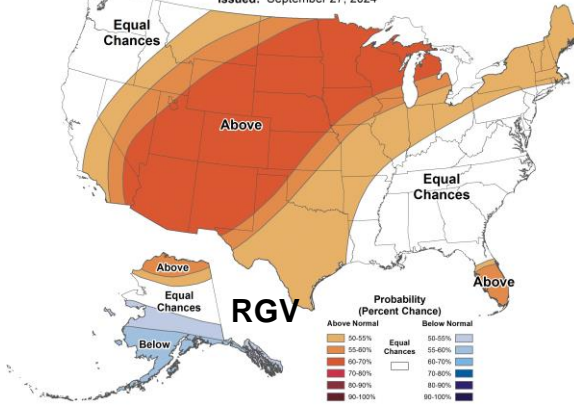 Issued: September 27, 2024
Equal
Chances
Above
Equal
Chances
Above
Above
Equal
Chances
Below
RGV
Probability
(Percent Chance)
Above Normal
50-55%
55-60%
60-70%
70-80%
80-90%
90-100%
Equal
Chances
Below Normal
50-55%
55-60%
60-70%
70-80%
80-90%
90-100%